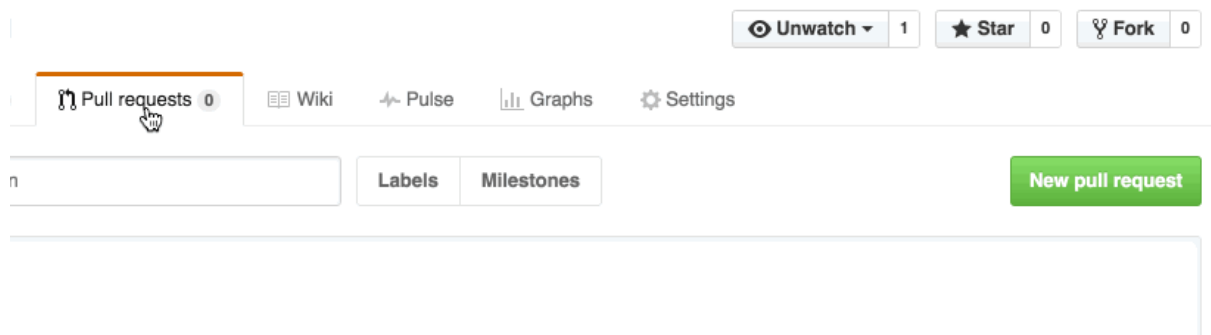 Unwatch 1 Star 0 Fork 0
Pull requests 0 Wiki Pulse Graphs Settings
n Labels Milestones New pull request